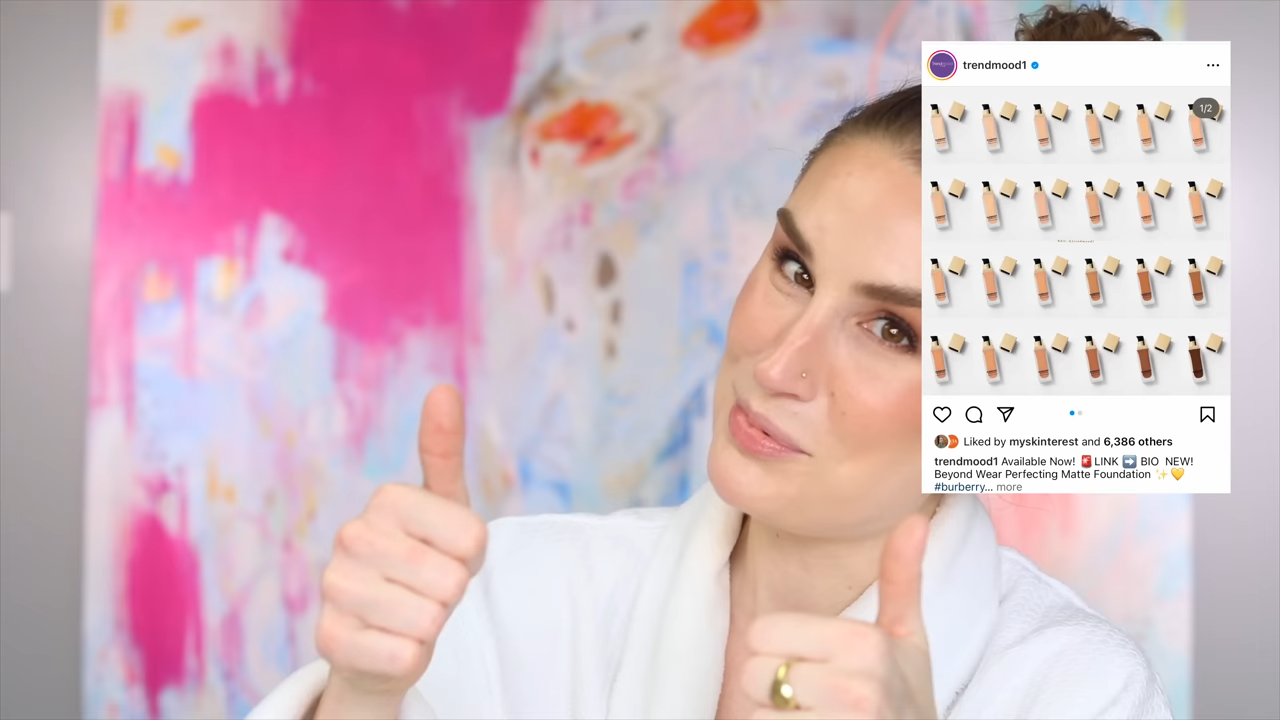 trendmood1
1/2
Liked by myskinterest and 6,386 others
trendmood1 Available Now! 🚨LINK ➡️ BIO NEW!
Beyond Wear Perfecting Matte Foundation ✨💛
#burberry... more